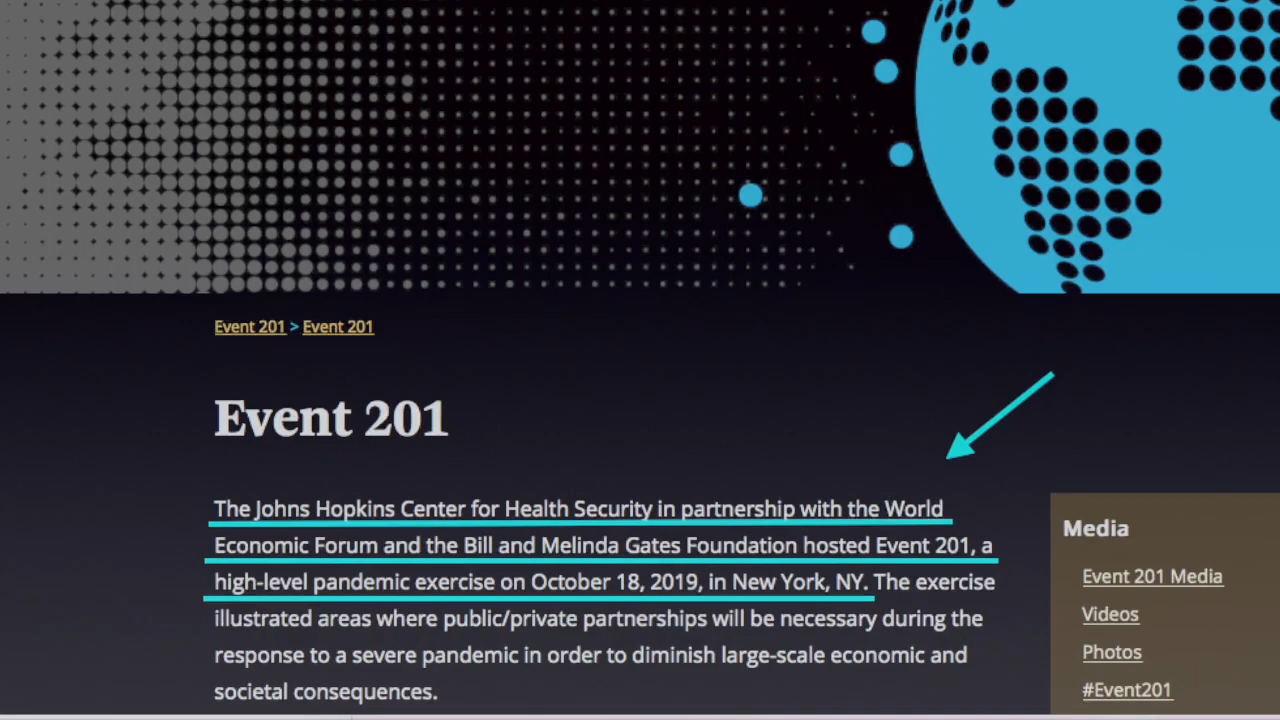 Event 201 > Event 201
Event 201
The Johns Hopkins Center for Health Security in partnership with the World
Economic Forum and the Bill and Melinda Gates Foundation hosted Event 201, a
high-level pandemic exercise on October 18, 2019, in New York, NY. The exercise
illustrated areas where public/private partnerships will be necessary during the
response to a severe pandemic in order to diminish large-scale economic and
societal consequences.
Media
Event 201 Media
Videos
Photos
#Event201